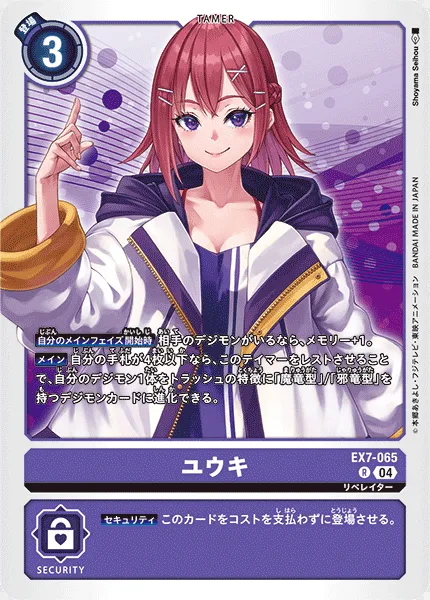 TAMER
登場
3
Shoyama Seihou
©本郷あきよし・フジテレビ・東映アニメーション BANDAI MADE IN JAPAN
自分のメインフェイズ開始時 相手のデジモンがいるなら、メモリー+1。
メイン 自分の手札が4枚以下なら、このテイマーをレストさせること
で、自分のデジモン1体をトラッシュの特徴に「魔竜型」/「邪竜型」を
持つデジモンカードに進化できる。
ユウキ
EX7-065
R 04
リベレイター
セキュリティ このカードをコストを支払わずに登場させる。
SECURITY